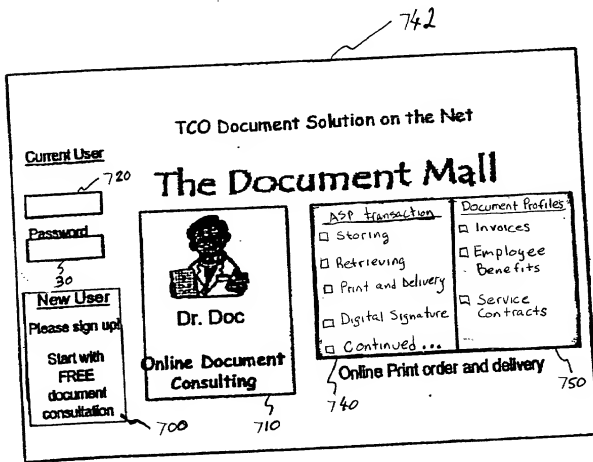 742
TCO Document Solution on the Net
Current User
720
The Document Mall
Password
30
New User
Please sign up!
Start with
FREE
document
consultation
700
Dr. Doc
Online Document
Consulting
710
ASP transaction
Storing
Retrieving
Print and Delivery
Digital Signature
Continued...
740
Document Profiles
Invoices
Employee
Benefits
Service
Contracts
Online Print order and delivery
750